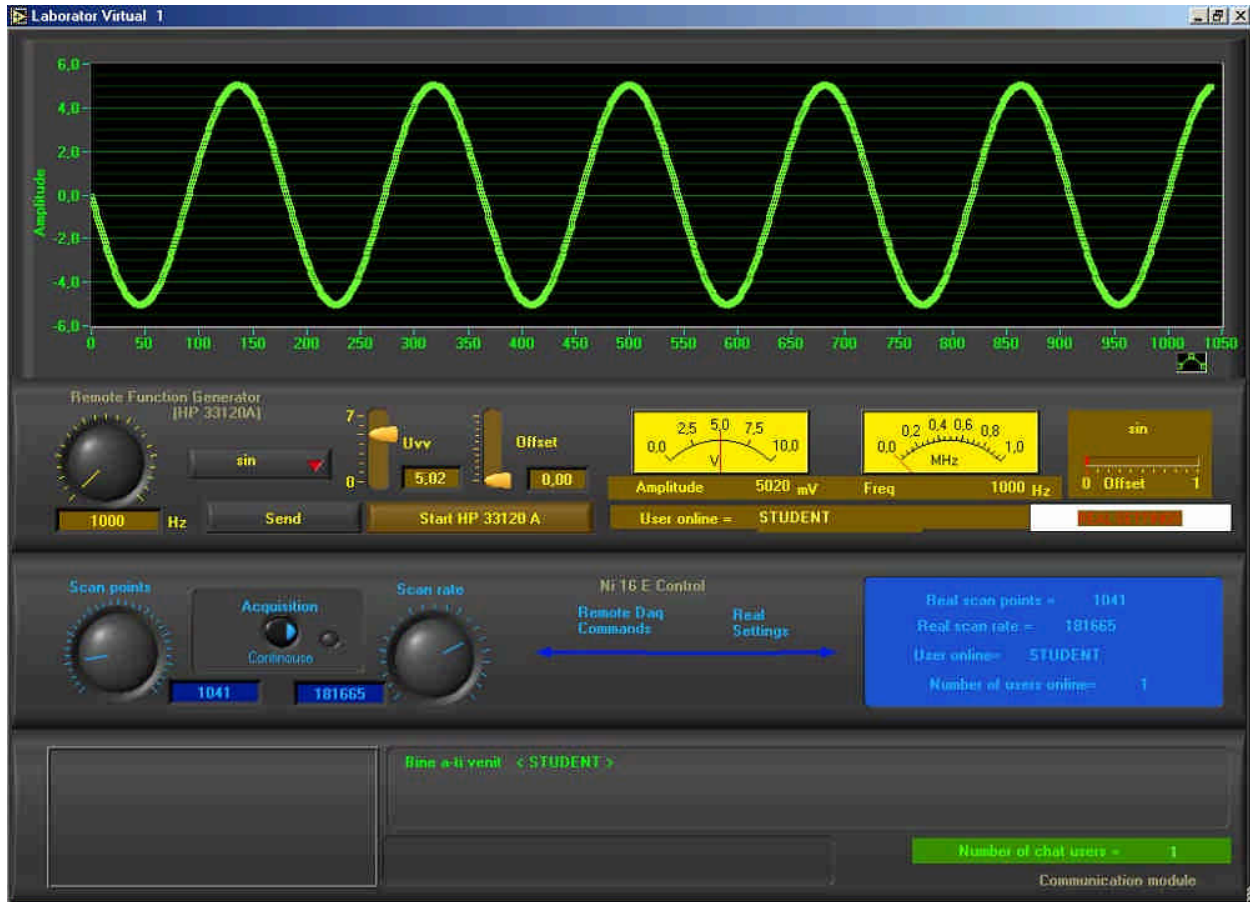 Laborator Virtual 1
6,0
4,0
2,0
0,0
-2,0
-4,0
-6,0
Amplitude
0 50 100 150 200 250 300 350 400 450 500 550 600 650 700 750 800 850 900 950 1000 1050
Remote Function Generator
(HP 33120A)
sin
7
0
Uvv
5,02
Offset
0,00
1000 Hz
Send
Start HP 33120 A
0,0 2,5 5,0 7,5 10,0
V
Amplitude 5020 mV
0,0 0,2 0,4 0,6 0,8 1,0
MHz
Freq 1000 Hz
sin
0 Offset 1
User online = STUDENT
Scan points
Acquisition
Continouse
Scan rate
1041
181665
Ni 16 E Control
Remote Daq
Commands
Real
Settings
Real scan points = 1041
Real scan rate = 181665
User online= STUDENT
Number of users online= 1
Bine a-ti venit < STUDENT >
Number of chat users = 1
Communication module